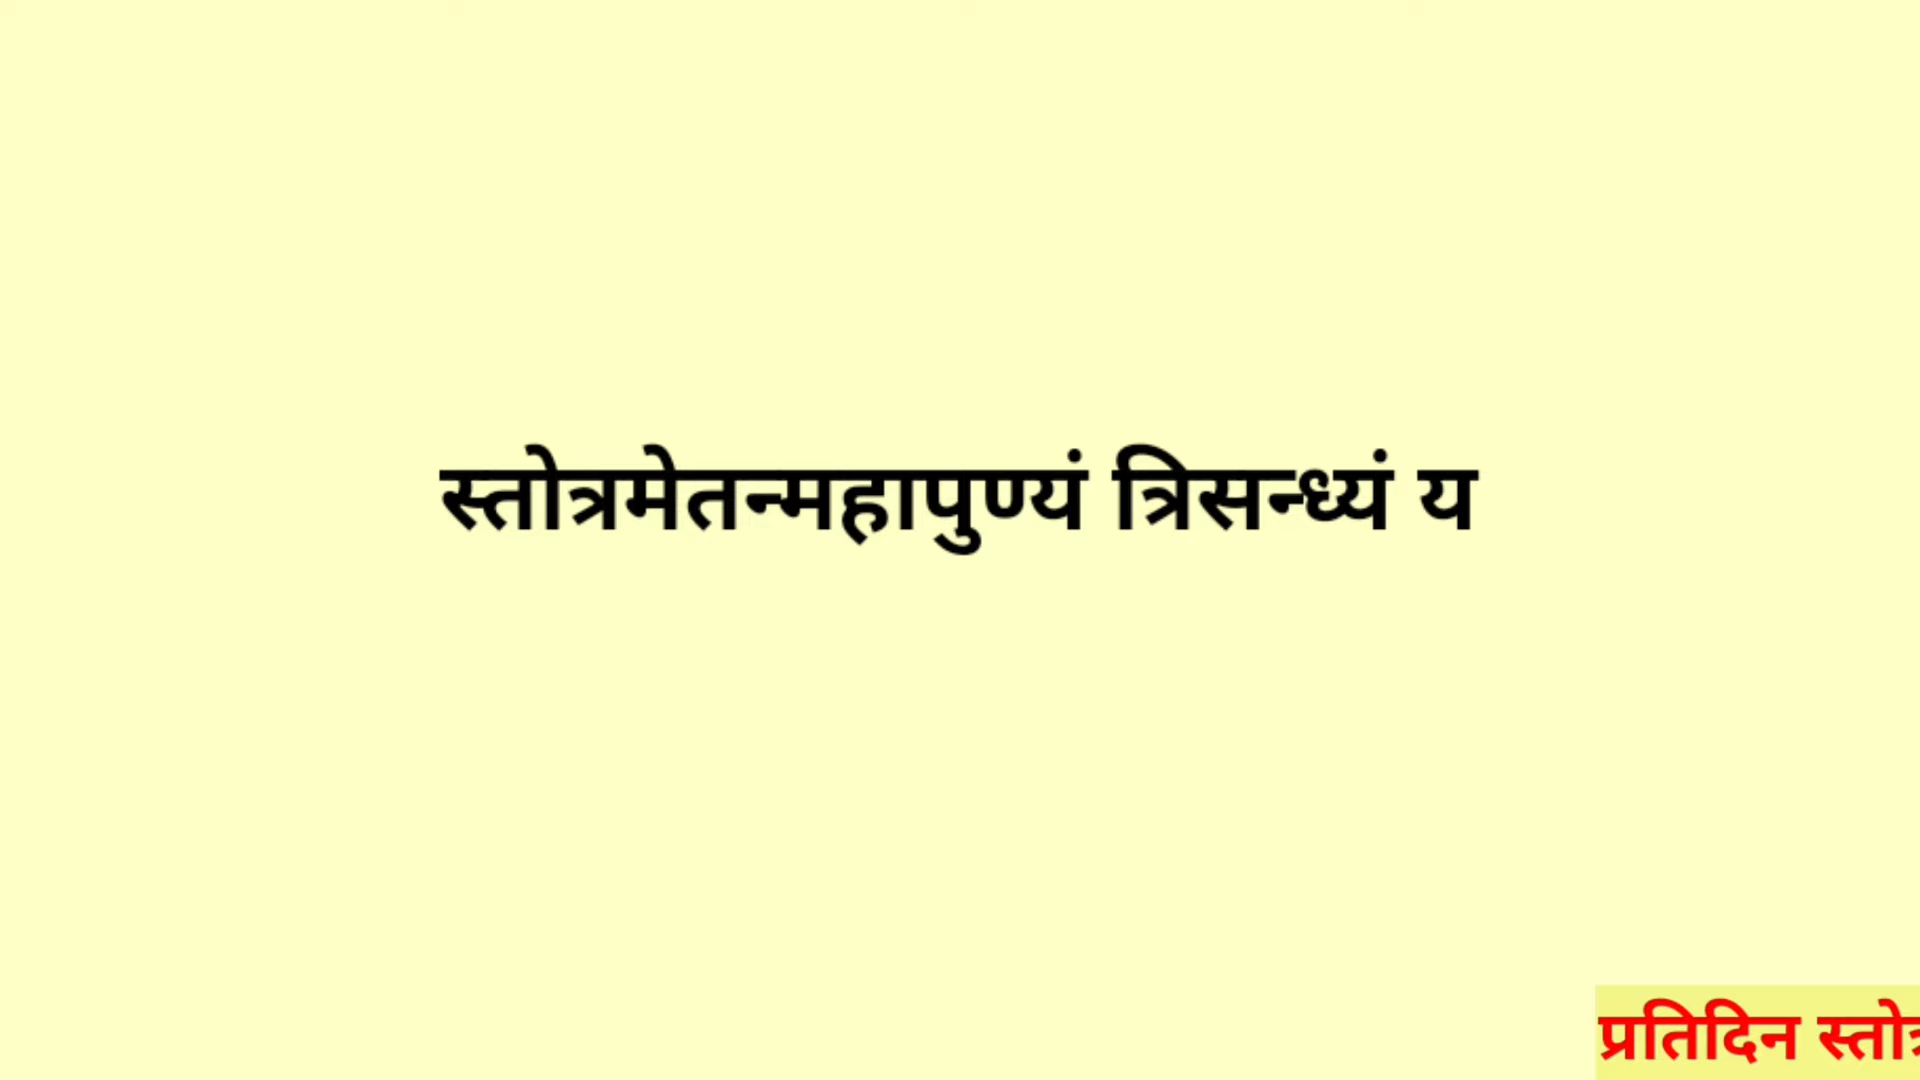 स्तोत्रमेतन्महापुण्यं त्रिसन्ध्यं य
प्रतिदिन